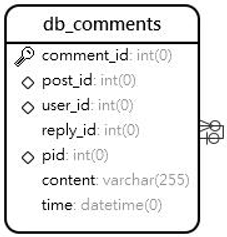 db_comments
comment_id: int(0)
post_id: int(0)
user_id: int(0)
reply_id: int(0)
pid: int(0)
content: varchar(255)
time: datetime(0)